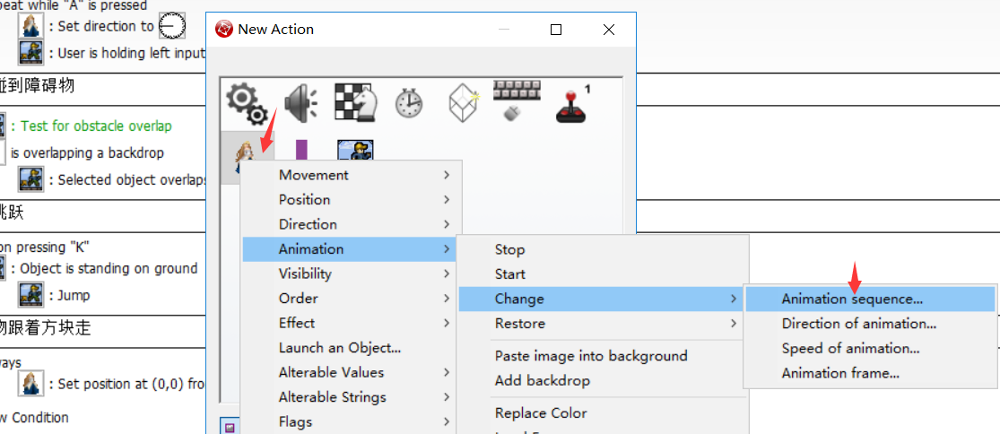 peat while "A" is pressed
: Set direction to
: User is holding left input
碰到障碍物
: Test for obstacle overlap
is overlapping a backdrop
: Selected object overlaps
跳跃
on pressing "K"
: Object is standing on ground
: Jump
物跟着方块走
ways
: Set position at (0,0) fro
w Condition
New Action
1
Movement
Position
Direction
Animation
Visibility
Order
Effect
Launch an Object...
Alterable Values
Alterable Strings
Flags
Stop
Start
Change
Restore
Paste image into background
Add backdrop
Replace Color
Animation sequence...
Direction of animation...
Speed of animation...
Animation frame...